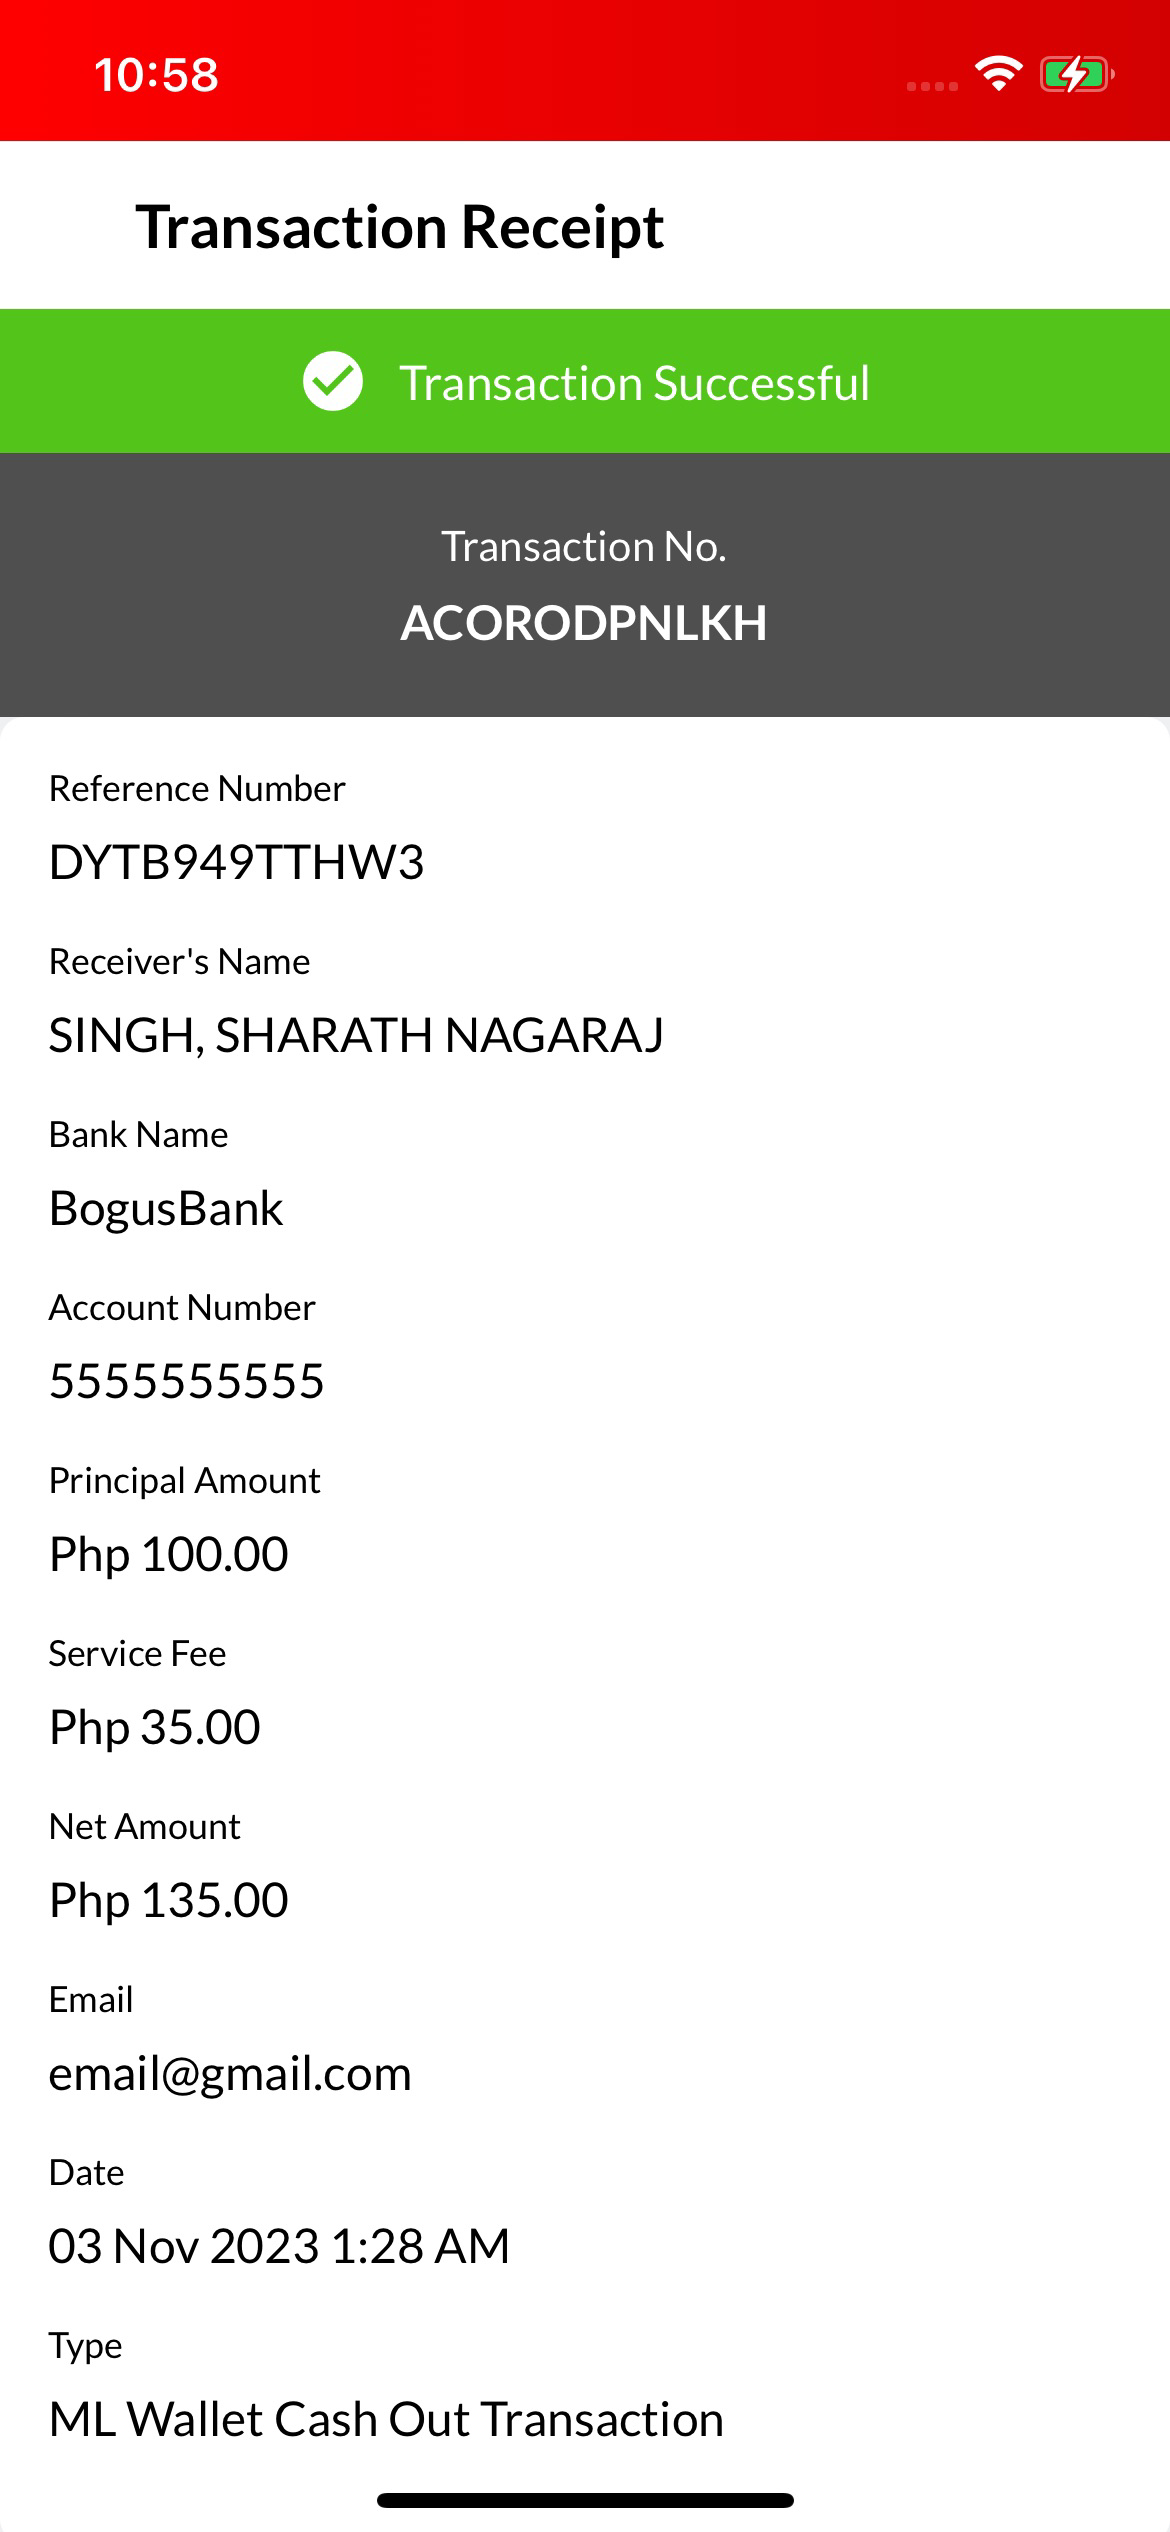 10:58
Transaction Receipt
Transaction Successful
Transaction No.
ACORODPNLKH
Reference Number
DYTB949TTHW3
Receiver's Name
SINGH, SHARATH NAGARAJ
Bank Name
BogusBank
Account Number
5555555555
Principal Amount
Php 100.00
Service Fee
Php 35.00
Net Amount
Php 135.00
Email
email@gmail.com
Date
03 Nov 2023 1:28 AM
Type
ML Wallet Cash Out Transaction